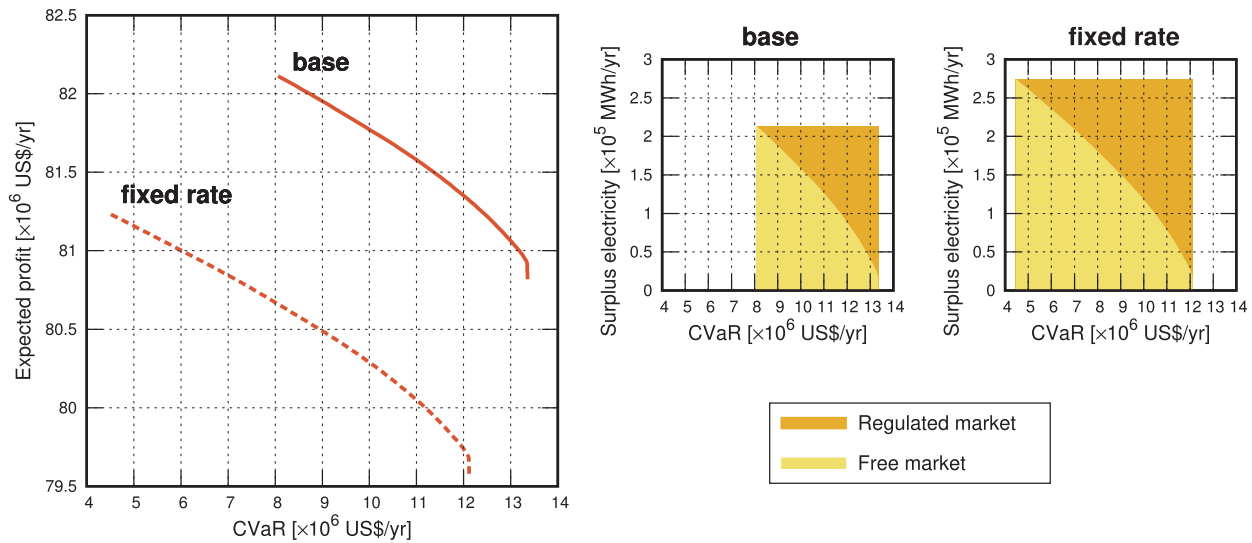 82.5
82
81.5
81
80.5
80
79.5
4 5 6 7 8 9 10 11 12 13 14
Expected profit [×10⁶ US$/yr]
CVaR [×10⁶ US$/yr]
base
fixed rate
base
3
2.5
2
1.5
1
0.5
0
4 5 6 7 8 9 10 11 12 13 14
Surplus electricity [×10⁵ MWh/yr]
CVaR [×10⁶ US$/yr]
fixed rate
3
2.5
2
1.5
1
0.5
0
4 5 6 7 8 9 10 11 12 13 14
Surplus electricity [×10⁵ MWh/yr]
CVaR [×10⁶ US$/yr]
Regulated market
Free market